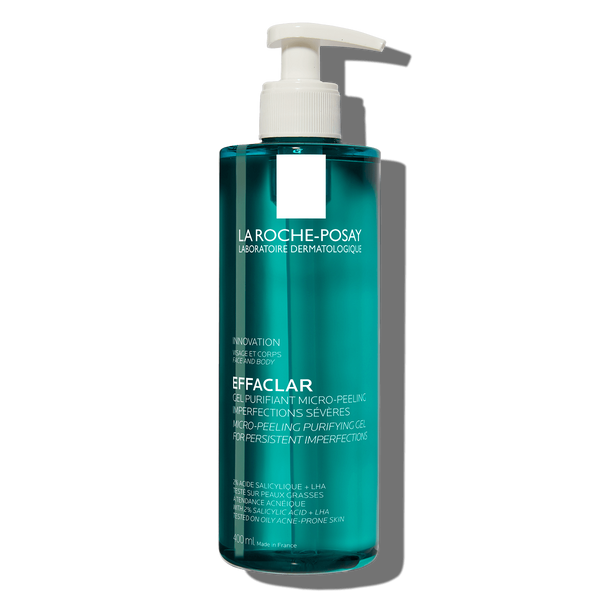 LA ROCHE-POSAY
LABORATOIRE DERMATOLOGIQUE
INNOVATION
VISAGE ET CORPS
FACE AND BODY
EFFACLAR
GEL PURIFIANT MICRO-PEELING
IMPERFECTIONS SÉVÈRES
MICRO-PEELING PURIFYING GEL
FOR PERSISTENT IMPERFECTIONS
2% ACIDE SALICYLIQUE + LHA
TESTÉ SUR PEAUX GRASSES
À TENDANCE ACNÉIQUE
WITH 2% SALICYLIC ACID + LHA
TESTED ON OILY ACNE-PRONE SKIN
400 ml Made in France